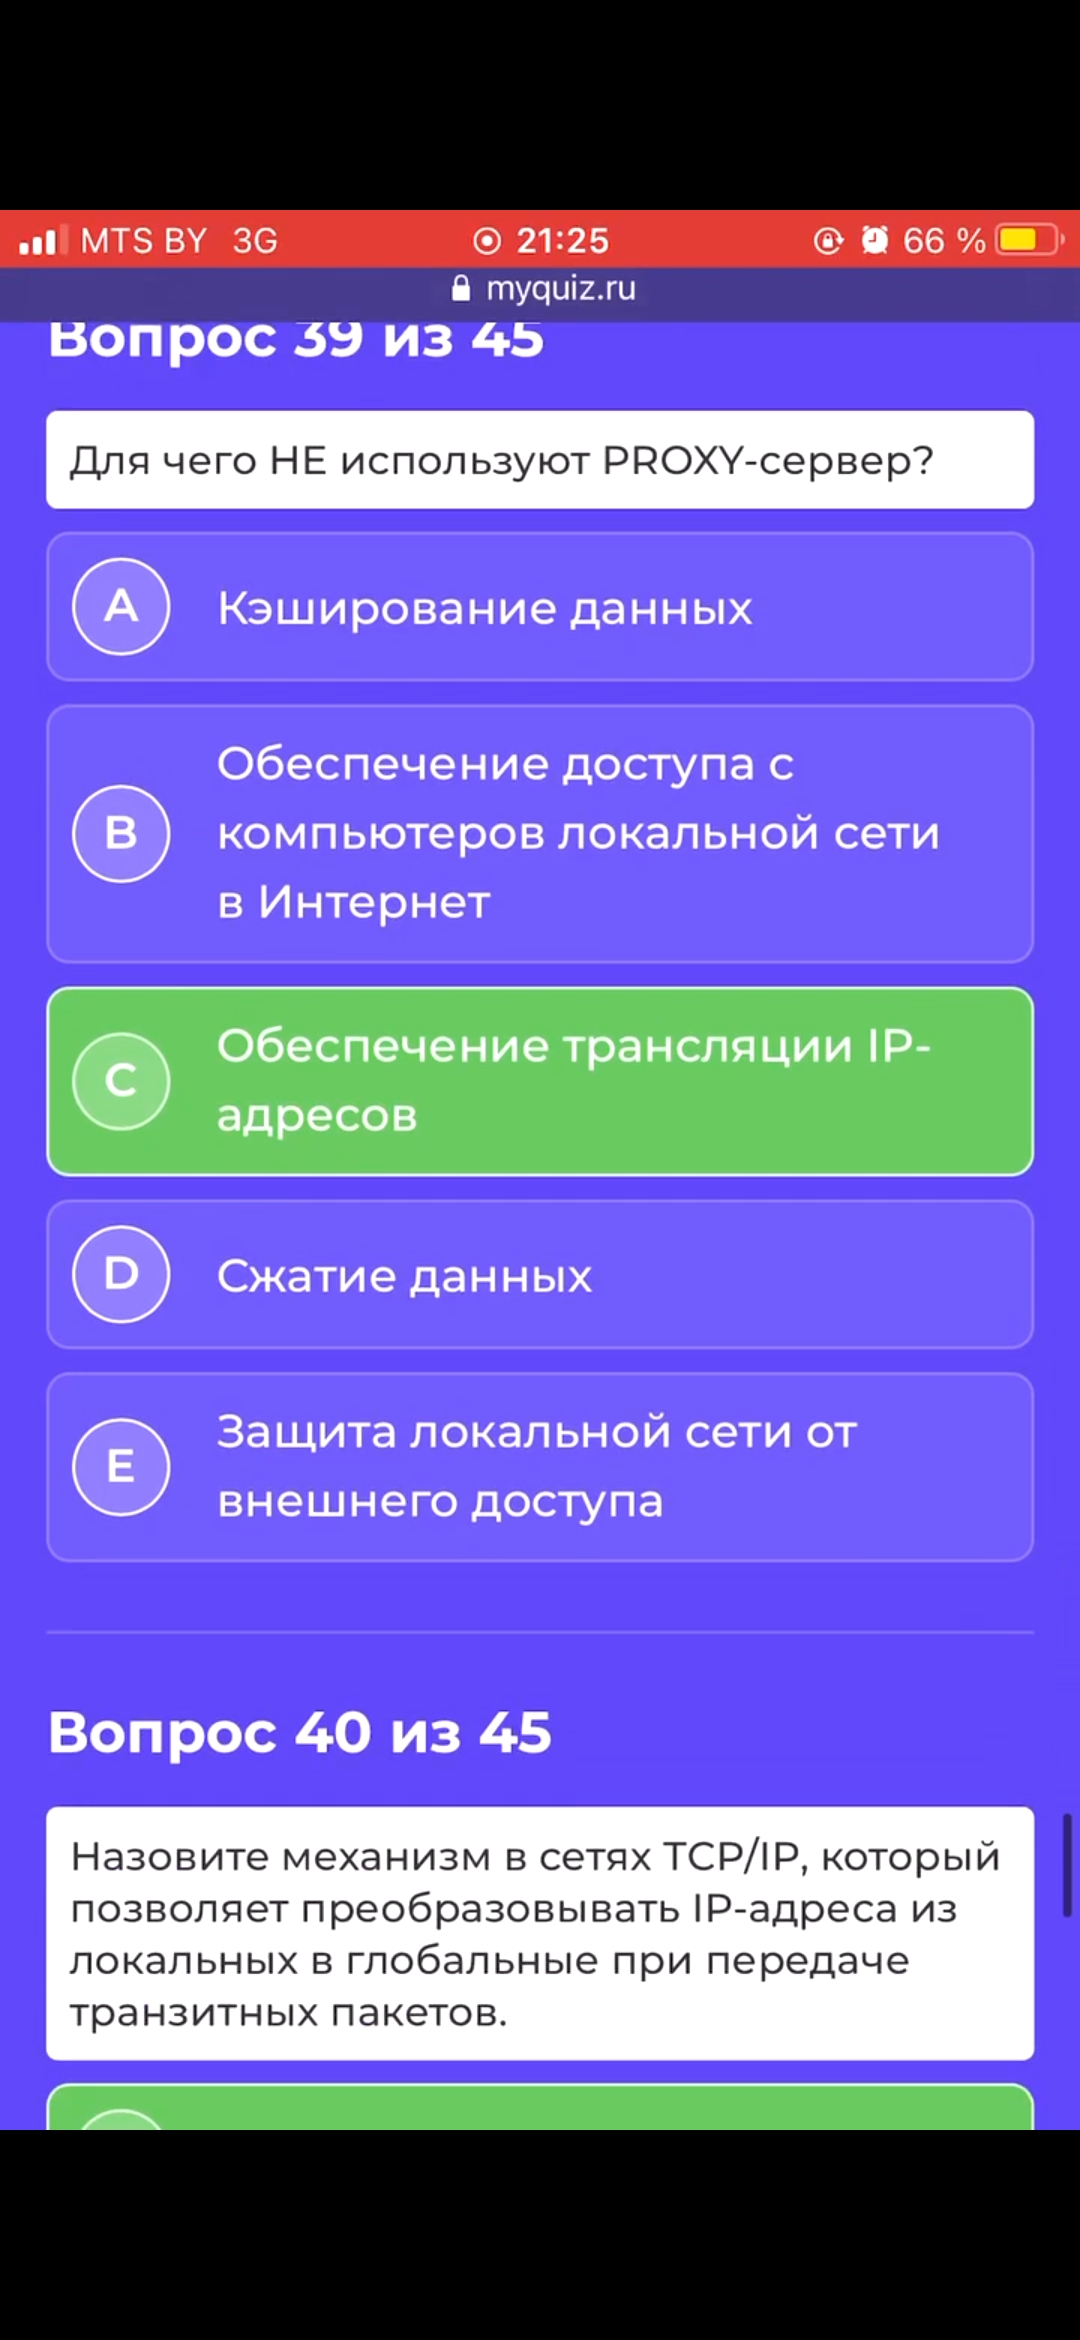 MTS BY 3G 21:25 66 %
myquiz.ru
Вопрос 39 из 45
Для чего НЕ используют PROXY-сервер?
A Кэширование данных
Обеспечение доступа с
B компьютеров локальной сети
в Интернет
Обеспечение трансляции IP-
C
адресов
D Сжатие данных
Защита локальной сети от
E
внешнего доступа
Вопрос 40 из 45
Назовите механизм в сетях TCP/IP, который
позволяет преобразовывать IP-адреса из
локальных в глобальные при передаче
транзитных пакетов.